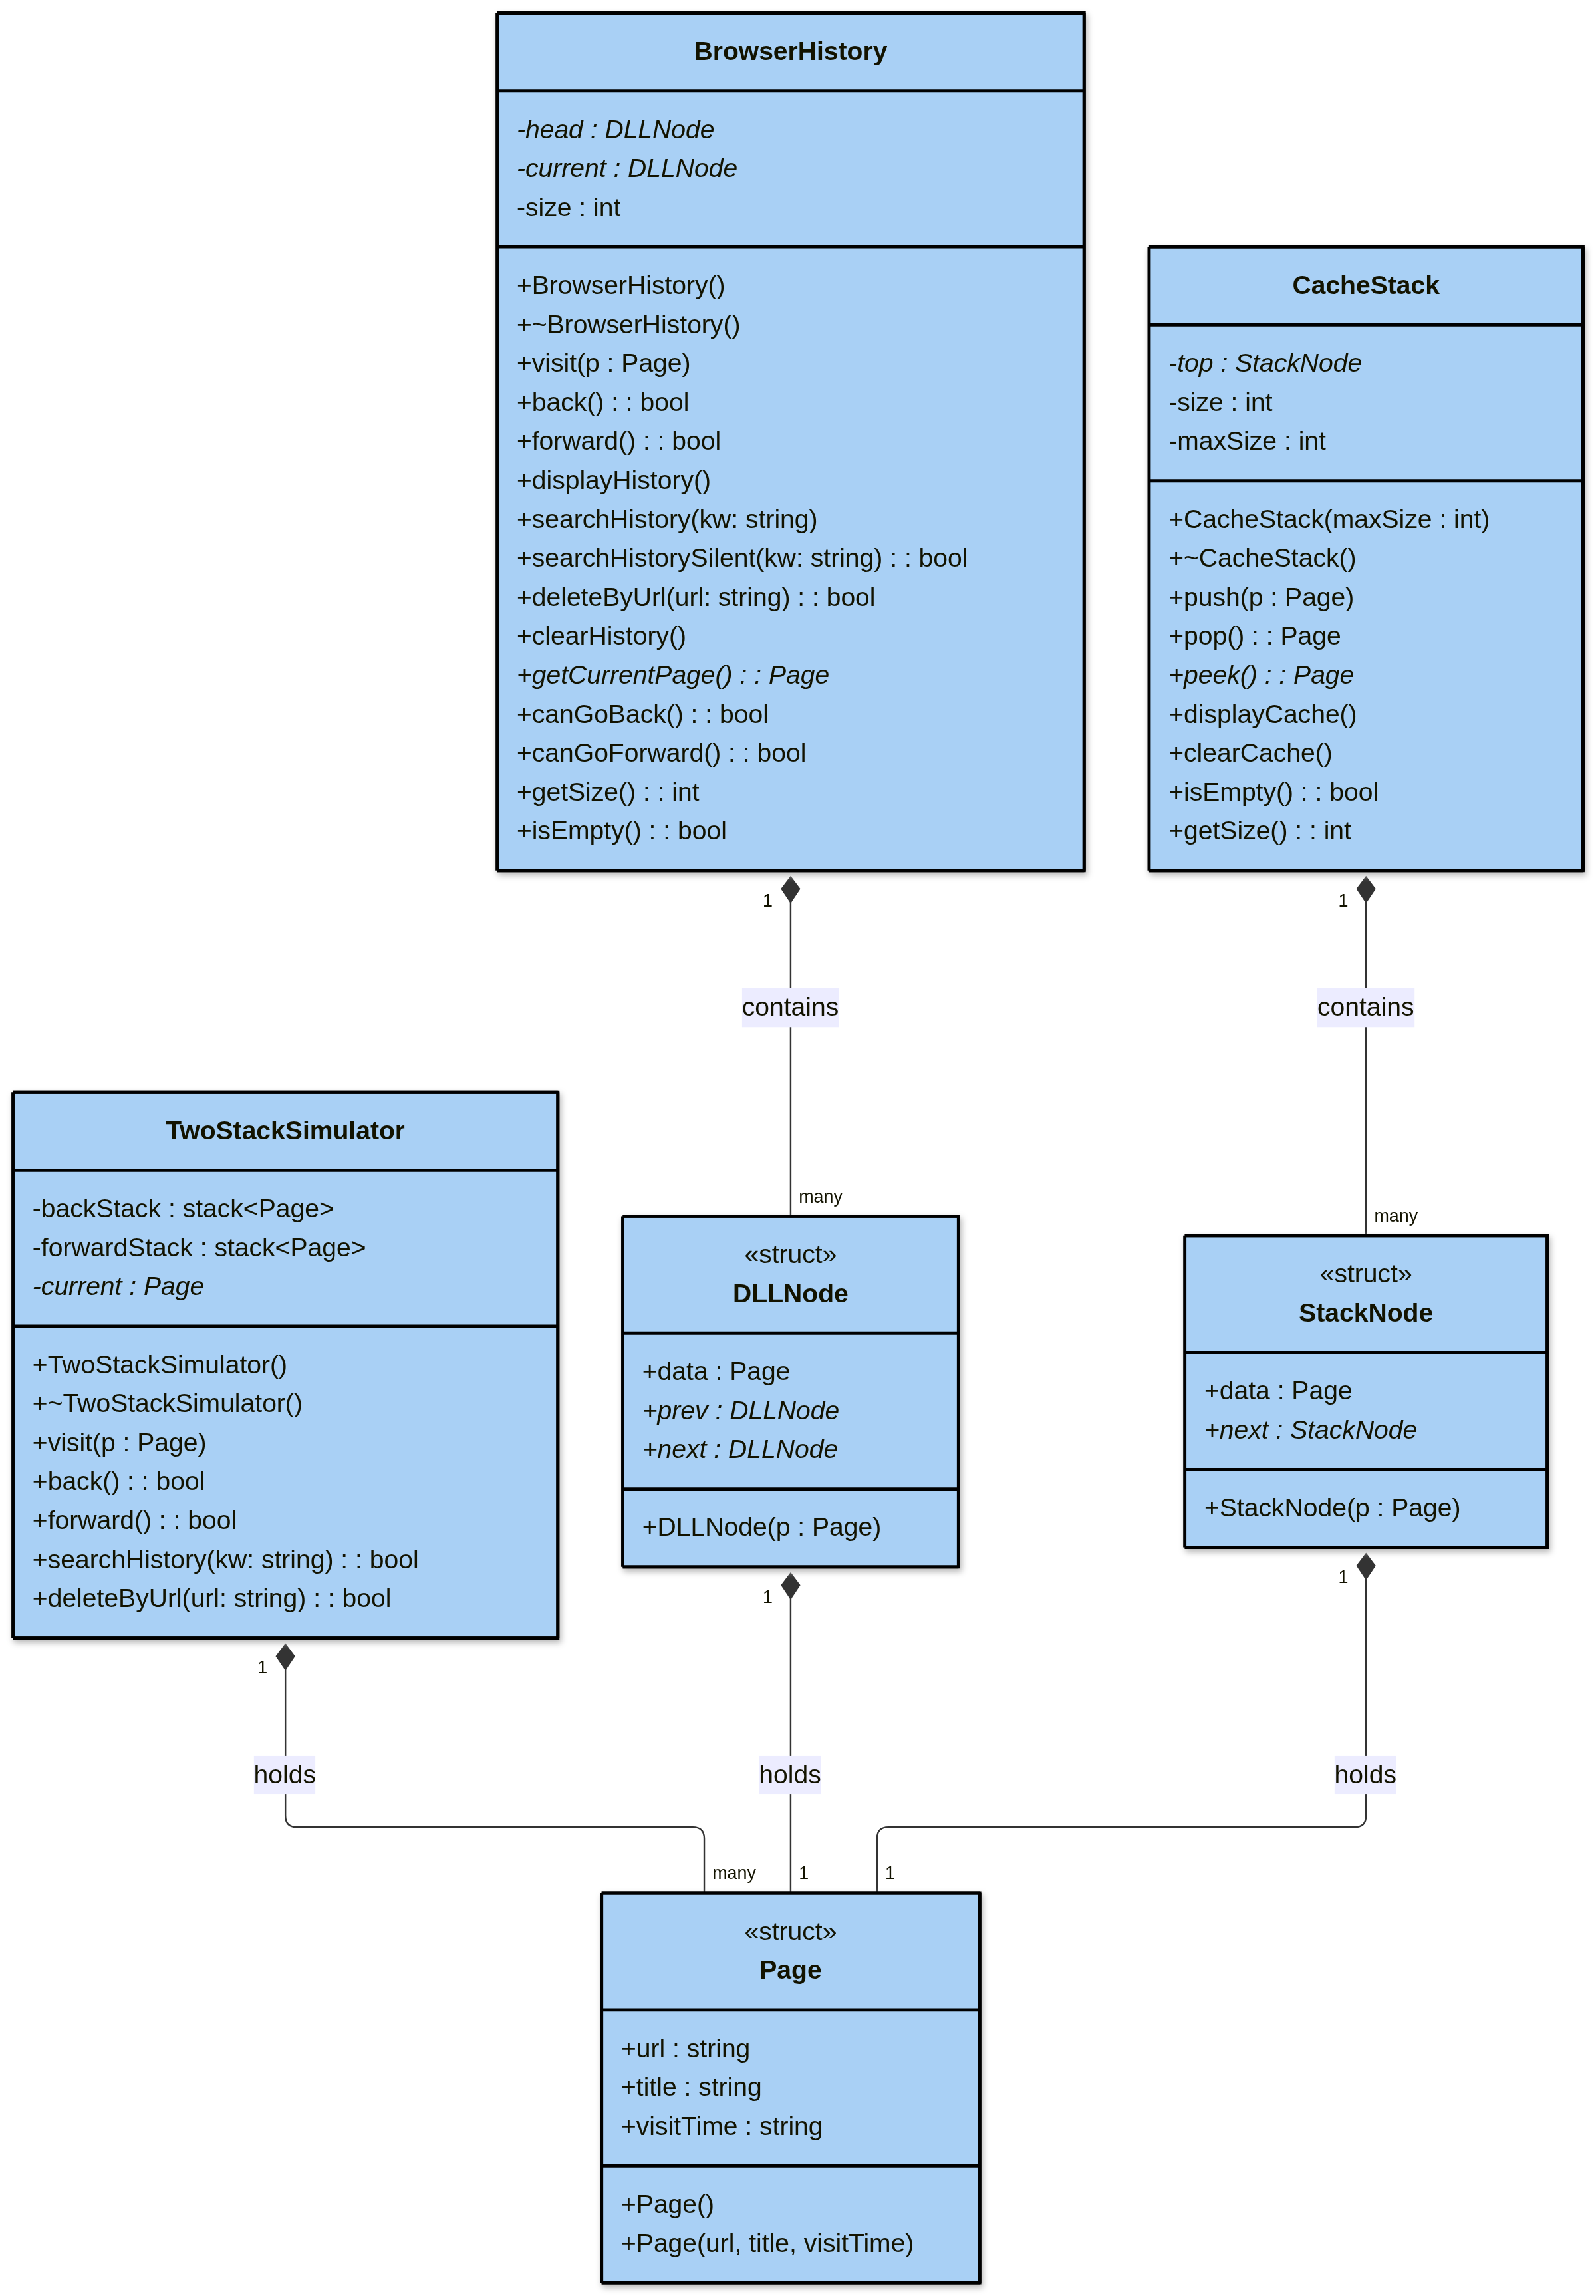 BrowserHistory
-head : DLLNode
-current : DLLNode
-size : int
+BrowserHistory()
+~BrowserHistory()
+visit(p : Page)
+back() : : bool
+forward() : : bool
+displayHistory()
+searchHistory(kw: string)
+searchHistorySilent(kw: string) : : bool
+deleteByUrl(url: string) : : bool
+clearHistory()
+getCurrentPage() : : Page
+canGoBack() : : bool
+canGoForward() : : bool
+getSize() : : int
+isEmpty() : : bool
CacheStack
-top : StackNode
-size : int
-maxSize : int
+CacheStack(maxSize : int)
+~CacheStack()
+push(p : Page)
+pop() : : Page
+peek() : : Page
+displayCache()
+clearCache()
+isEmpty() : : bool
+getSize() : : int
1
contains
many
1
contains
many
TwoStackSimulator
-backStack : stack<Page>
-forwardStack : stack<Page>
-current : Page
+TwoStackSimulator()
+~TwoStackSimulator()
+visit(p : Page)
+back() : : bool
+forward() : : bool
+searchHistory(kw: string) : : bool
+deleteByUrl(url: string) : : bool
«struct»
DLLNode
+data : Page
+prev : DLLNode
+next : DLLNode
+DLLNode(p : Page)
«struct»
StackNode
+data : Page
+next : StackNode
+StackNode(p : Page)
1
holds
many
1
holds
1
1
holds
1
«struct»
Page
+url : string
+title : string
+visitTime : string
+Page()
+Page(url, title, visitTime)